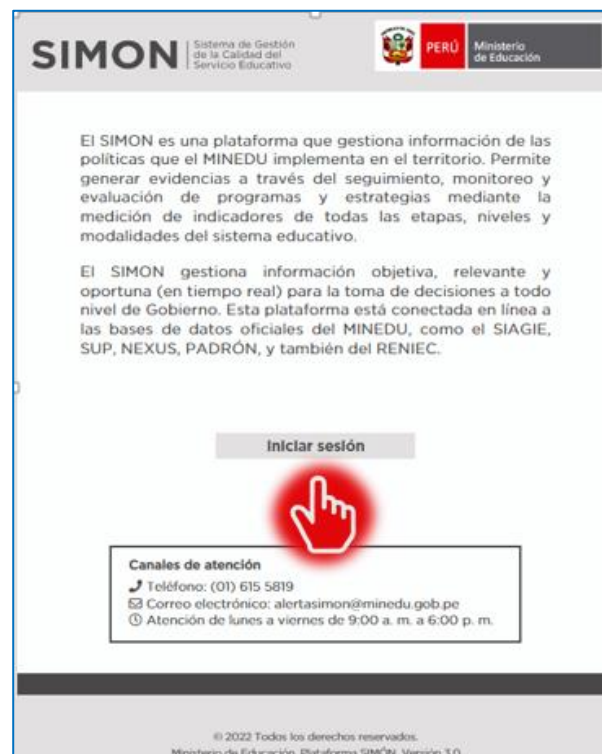 SIMON
Sistema de Gestión
de la Calidad del
Servicio Educativo
PERÚ
Ministerio
de Educación
El SIMON es una plataforma que gestiona información de las
políticas que el MINEDU implementa en el territorio. Permite
generar evidencias a través del seguimiento, monitoreo y
evaluación de programas y estrategias mediante la
medición de indicadores de todas las etapas, niveles y
modalidades del sistema educativo.
El SIMON gestiona información objetiva, relevante y
oportuna (en tiempo real) para la toma de decisiones a todo
nivel de Gobierno. Esta plataforma está conectada en línea a
las bases de datos oficiales del MINEDU, como el SIAGIE,
SUP, NEXUS, PADRÓN, y también del RENIEC.
Iniciar sesión
Canales de atención
Teléfono: (01) 615 5819
Correo electrónico: alertasimon@minedu.gob.pe
Atención de lunes a viernes de 9:00 a. m. a 6:00 p. m.
© 2022 Todos los derechos reservados.
Ministerio de Educación. Plataforma SIMÓN. Versión 3.0